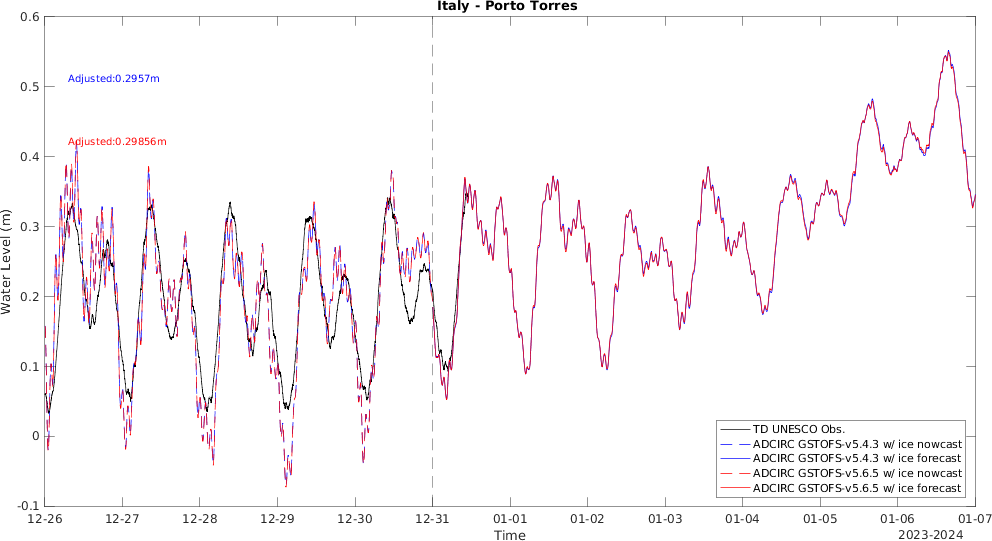 Italy - Porto Torres
0.6
0.5
0.4
0.3
0.2
0.1
0
-0.1
Water Level (m)
Adjusted:0.2957m
Adjusted:0.29856m
TD UNESCO Obs.
ADCIRC GSTOFS-v5.4.3 w/ ice nowcast
ADCIRC GSTOFS-v5.4.3 w/ ice forecast
ADCIRC GSTOFS-v5.6.5 w/ ice nowcast
ADCIRC GSTOFS-v5.6.5 w/ ice forecast
12-26 12-27 12-28 12-29 12-30 12-31 01-01 01-02 01-03 01-04 01-05 01-06 01-07
Time
2023-2024